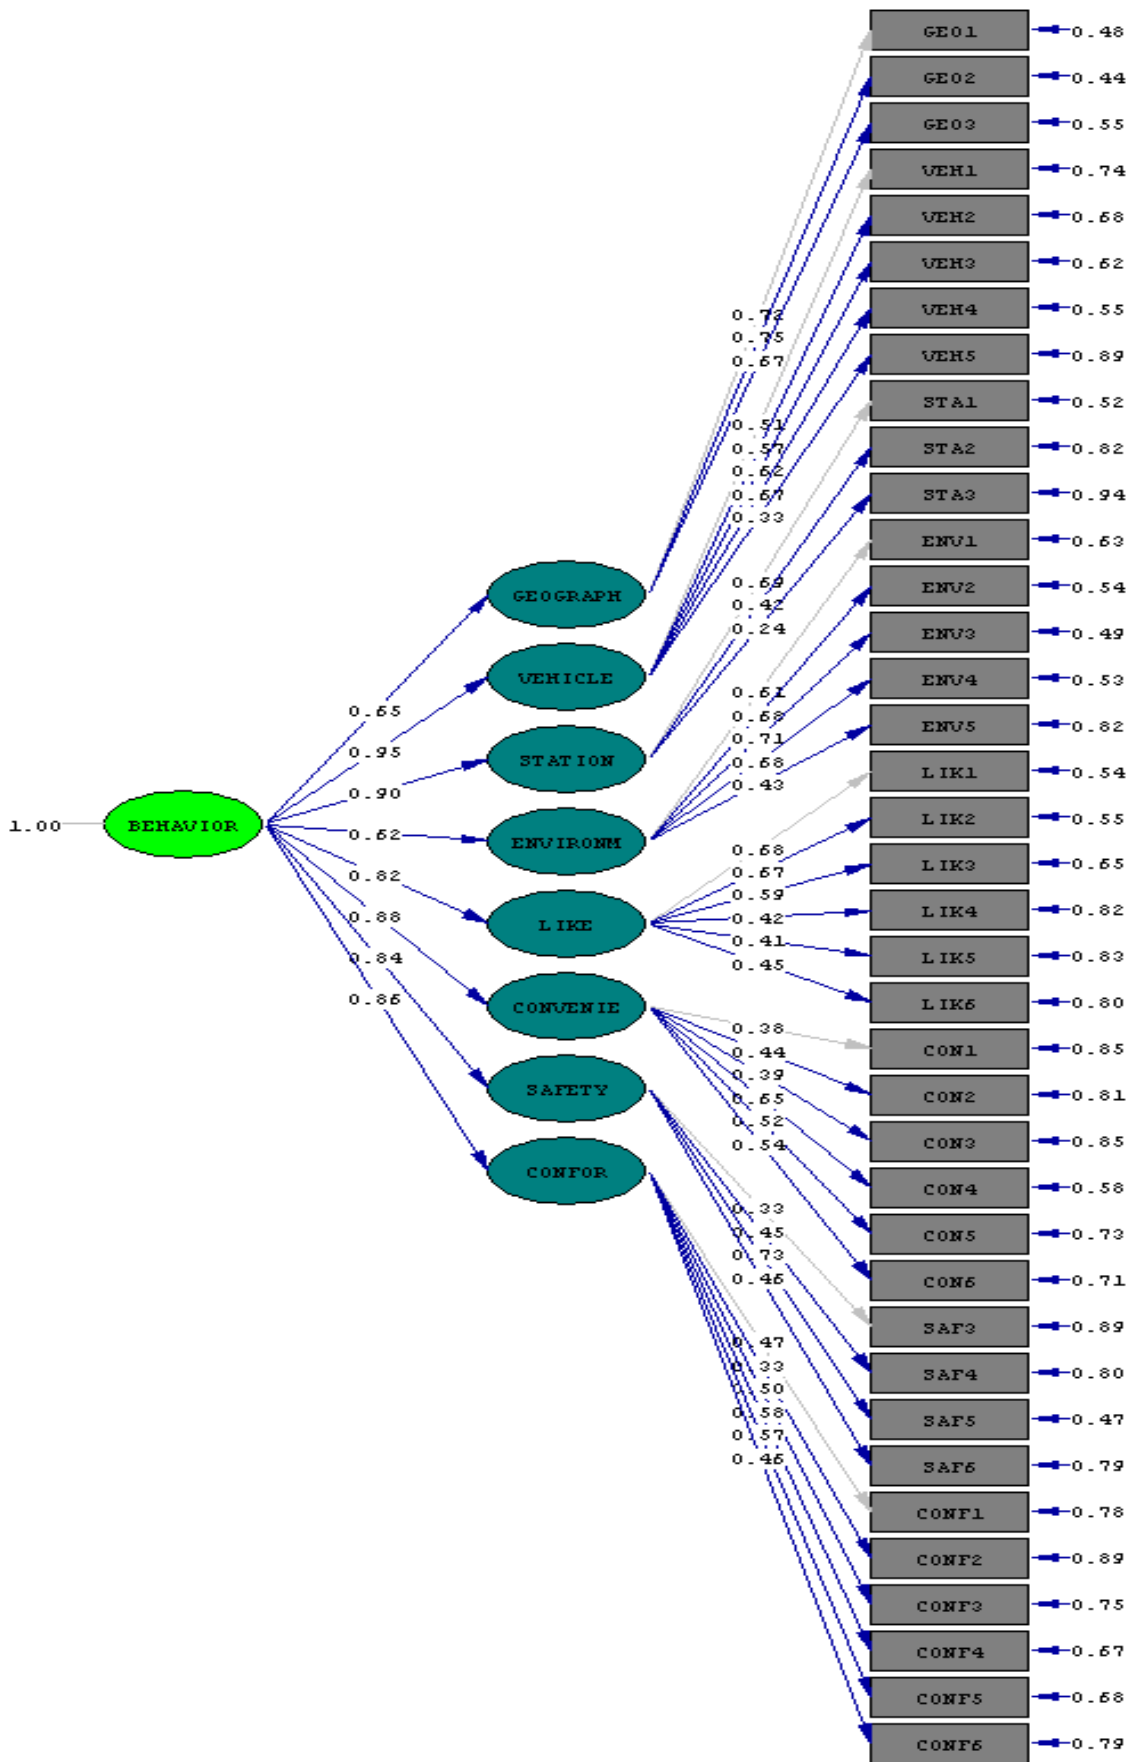 1.00
BEHAVIOR
0.65
0.95
0.90
0.62
0.82
0.88
0.84
0.86
GEOGRAPH
VEHICLE
STATION
ENVIRONM
LIKE
CONVENIE
SAFETY
CONFOR
0.72
0.75
0.67
0.51
0.57
0.62
0.67
0.33
0.69
0.42
0.24
0.61
0.68
0.71
0.68
0.43
0.68
0.67
0.59
0.42
0.41
0.45
0.38
0.44
0.39
0.65
0.52
0.54
0.33
0.45
0.73
0.46
0.47
0.33
0.50
0.58
0.57
0.46
GEO1 0.48
GEO2 0.44
GEO3 0.55
VEH1 0.74
VEH2 0.68
VEH3 0.62
VEH4 0.55
VEH5 0.89
STA1 0.52
STA2 0.82
STA3 0.94
ENV1 0.63
ENV2 0.54
ENV3 0.49
ENV4 0.53
ENV5 0.82
LIK1 0.54
LIK2 0.55
LIK3 0.65
LIK4 0.82
LIK5 0.83
LIK6 0.80
CON1 0.85
CON2 0.81
CON3 0.85
CON4 0.58
CON5 0.73
CON6 0.71
SAF3 0.89
SAF4 0.80
SAF5 0.47
SAF6 0.79
CONF1 0.78
CONF2 0.89
CONF3 0.75
CONF4 0.67
CONF5 0.68
CONF6 0.79